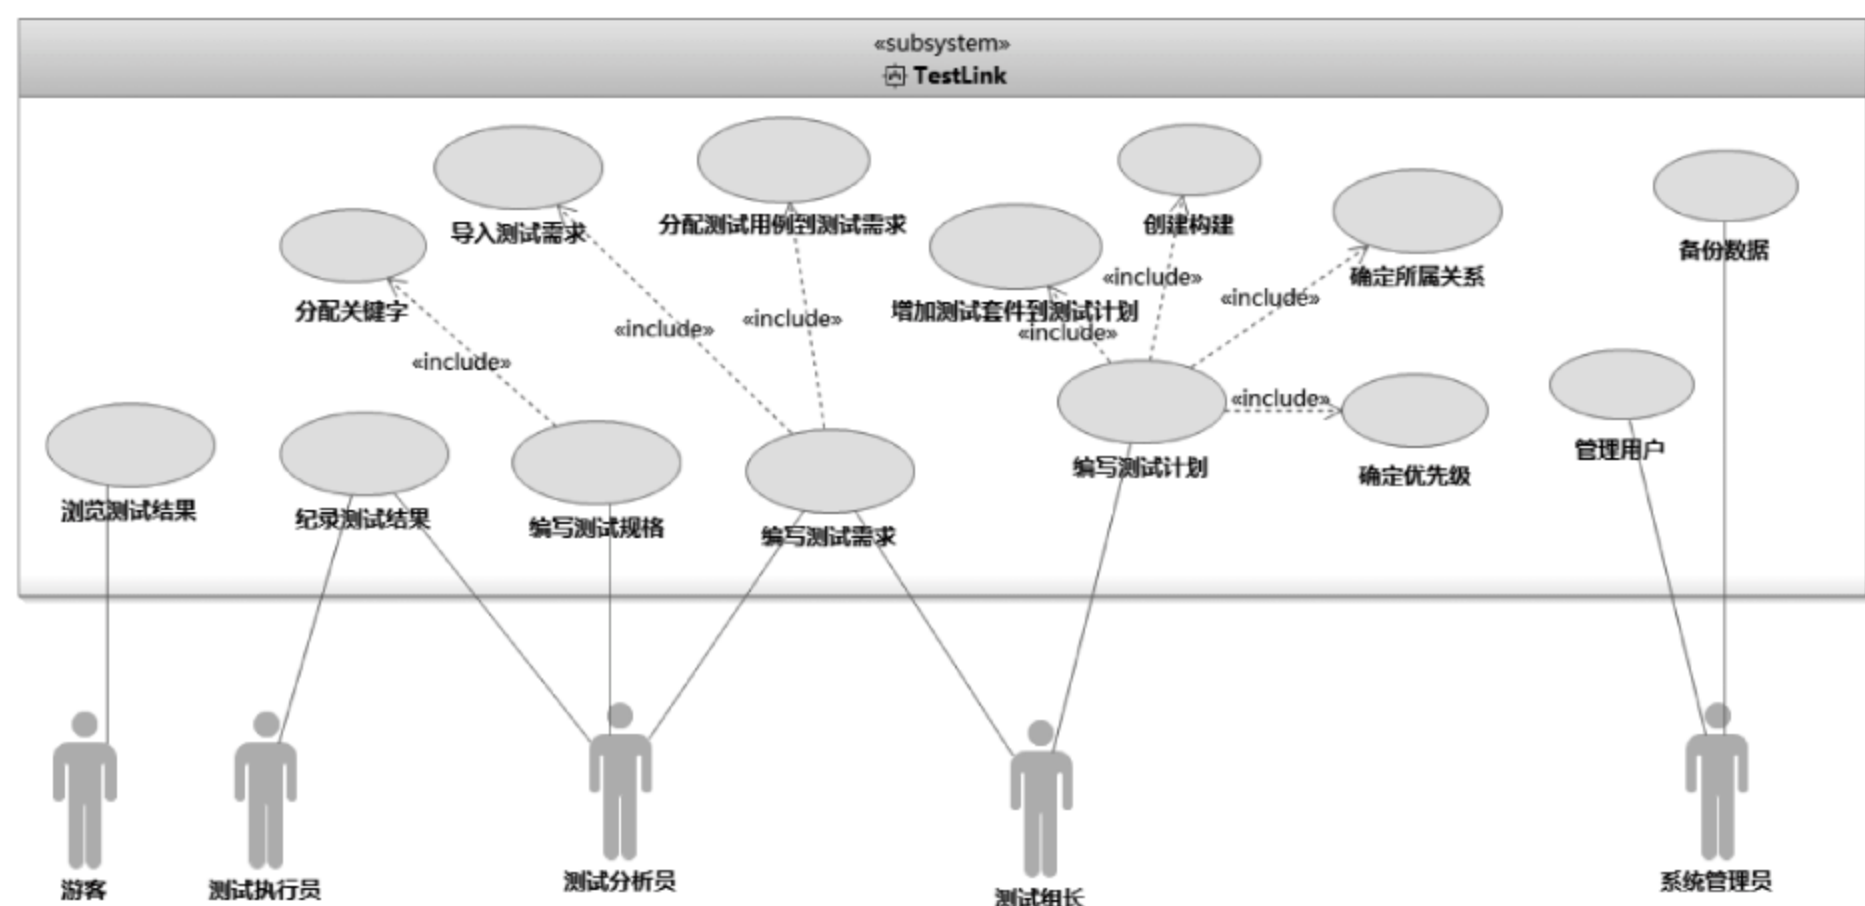 «subsystem»
TestLink
导入测试需求
分配测试用例到测试需求
创建构建
备份数据
确定所属关系
分配关键字
增加测试套件到测试计划
«include»
«include»
«include»
«include»
«include»
«include»
«include»
浏览测试结果
纪录测试结果
编写测试规格
编写测试需求
编写测试计划
确定优先级
管理用户
游客
测试执行员
测试分析员
测试组长
系统管理员